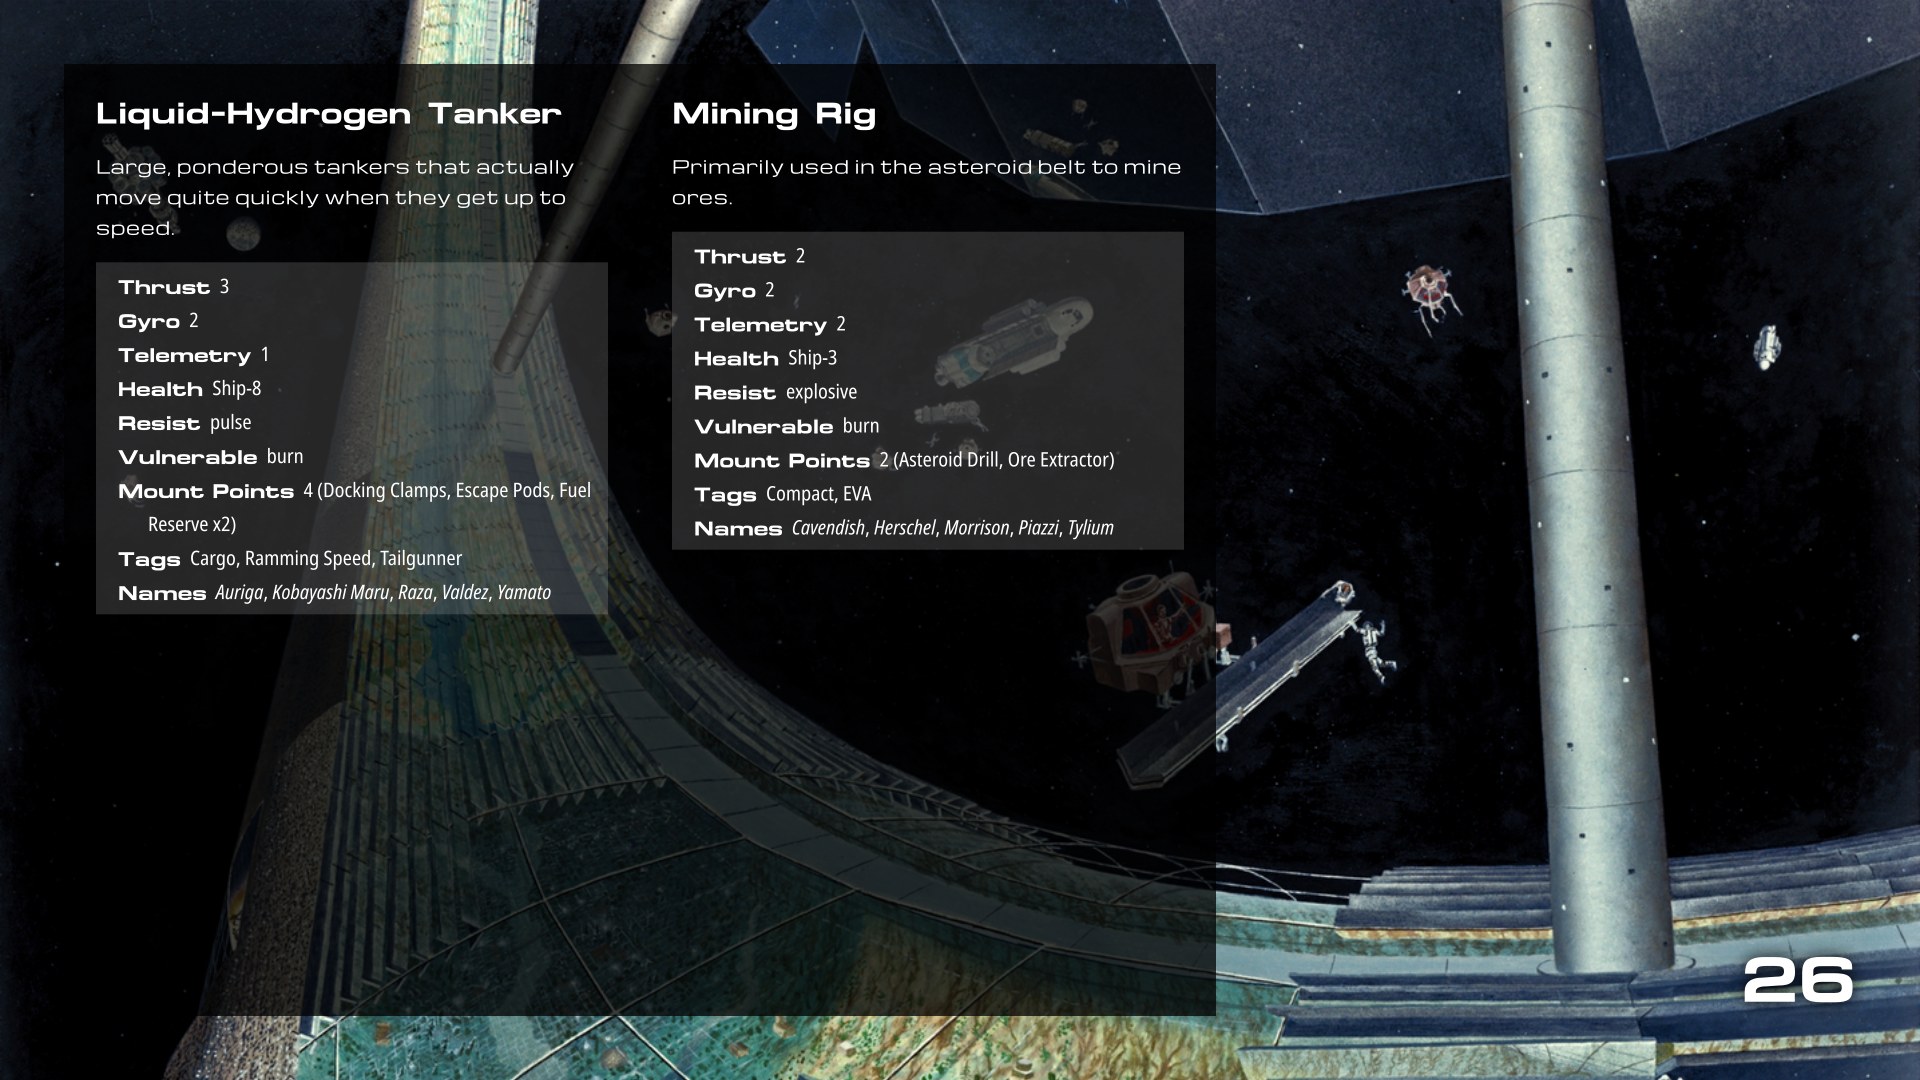 Liquid-Hydrogen Tanker
Large, ponderous tankers that actually
move quite quickly when they get up to
speed.
Thrust 3
Gyro 2
Telemetry 1
Health Ship-8
Resist pulse
Vulnerable burn
Mount Points 4 (Docking Clamps, Escape Pods, Fuel
Reserve x2)
Tags Cargo, Ramming Speed, Tailgunner
Names Auriga, Kobayashi Maru, Raza, Valdez, Yamato
Mining Rig
Primarily used in the asteroid belt to mine
ores.
Thrust 2
Gyro 2
Telemetry 2
Health Ship-3
Resist explosive
Vulnerable burn
Mount Points 2 (Asteroid Drill, Ore Extractor)
Tags Compact, EVA
Names Cavendish, Herschel, Morrison, Piazzi, Tylium
26